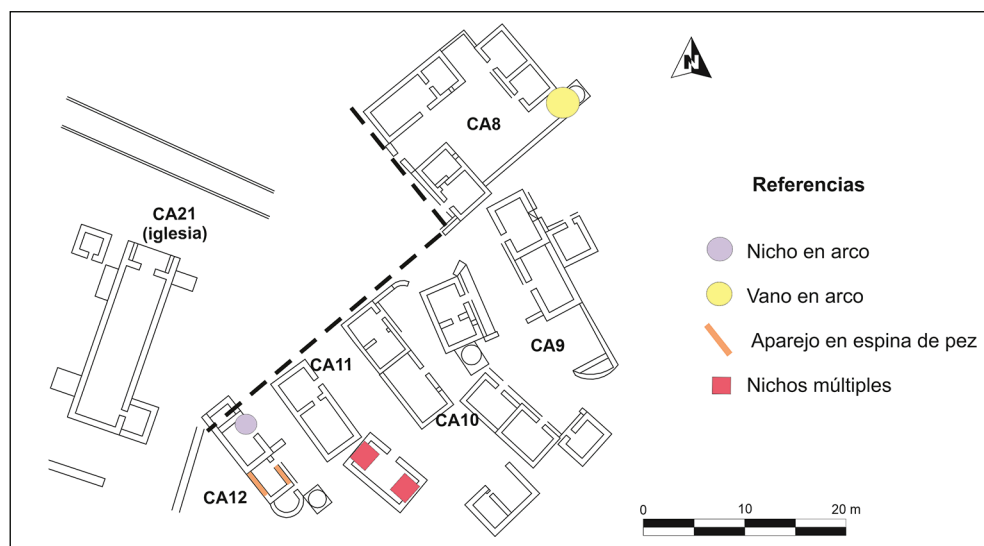 N
CA8
CA21
(iglesia)
Referencias
Nicho en arco
Vano en arco
Aparejo en espina de pez
Nichos múltiples
CA9
CA11
CA10
CA12
0 10 20 m